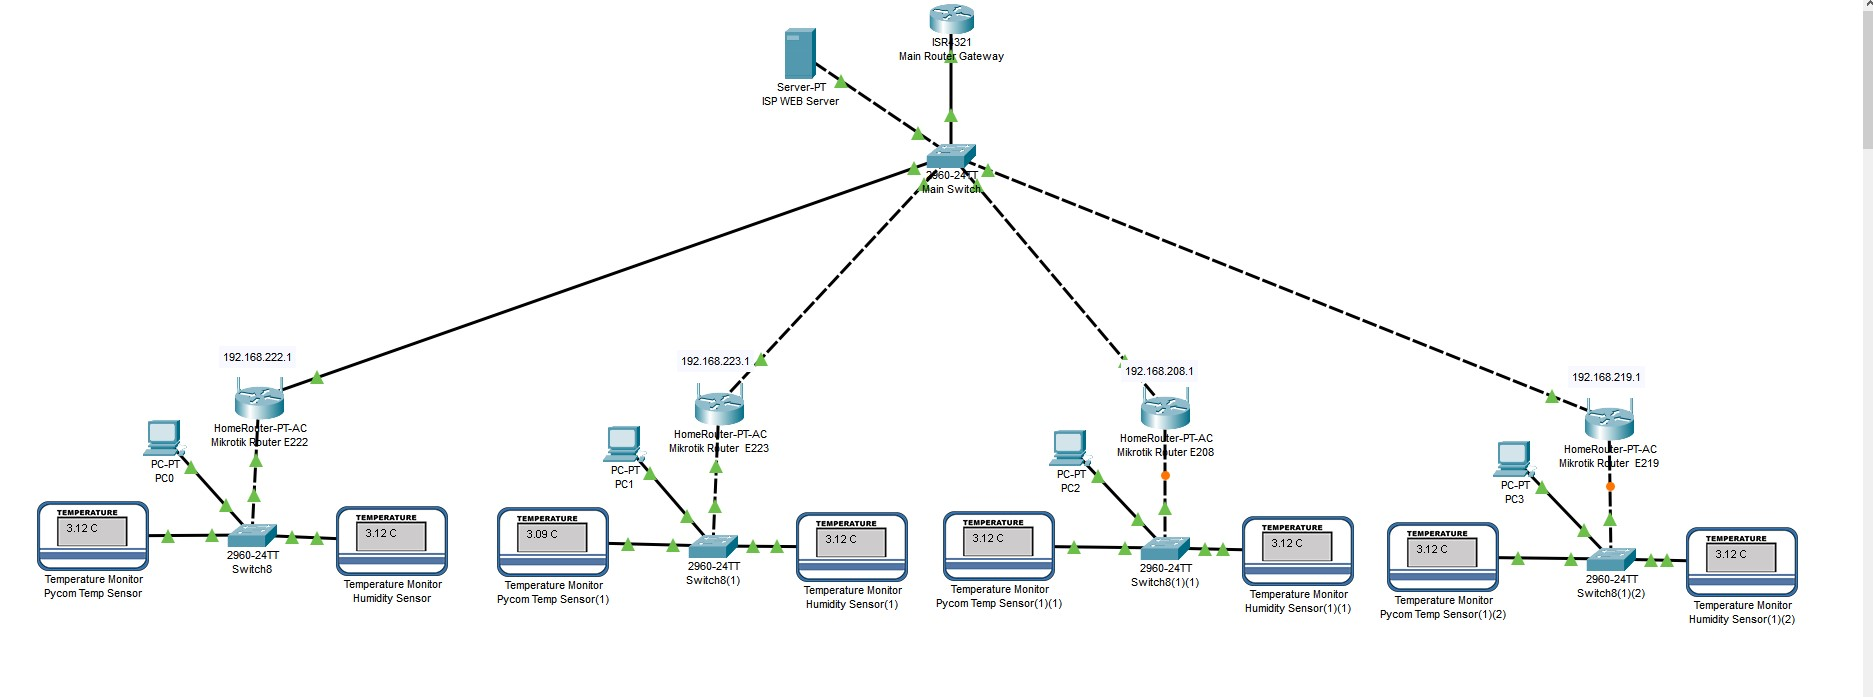 ISR4321
Main Router Gateway
Server-PT
ISP WEB Server
2960-24TT
Main Switch
192.168.222.1
HomeRouter-PT-AC
Mikrotik Router E222
PC-PT
PC0
TEMPERATURE
3.12 C
Temperature Monitor
Pycom Temp Sensor
2960-24TT
Switch8
TEMPERATURE
3.12 C
Temperature Monitor
Humidity Sensor
192.168.223.1
HomeRouter-PT-AC
Mikrotik Router E223
PC-PT
PC1
TEMPERATURE
3.09 C
Temperature Monitor
Pycom Temp Sensor(1)
2960-24TT
Switch8(1)
TEMPERATURE
3.12 C
Temperature Monitor
Humidity Sensor(1)
192.168.208.1
HomeRouter-PT-AC
Mikrotik Router E208
PC-PT
PC2
TEMPERATURE
3.12 C
Temperature Monitor
Pycom Temp Sensor(1)(1)
2960-24TT
Switch8(1)(1)
TEMPERATURE
3.12 C
Temperature Monitor
Humidity Sensor(1)(1)
192.168.219.1
HomeRouter-PT-AC
Mikrotik Router E219
PC-PT
PC3
TEMPERATURE
3.12 C
Temperature Monitor
Pycom Temp Sensor(1)(2)
2960-24TT
Switch8(1)(2)
TEMPERATURE
3.12 C
Temperature Monitor
Humidity Sensor(1)(2)